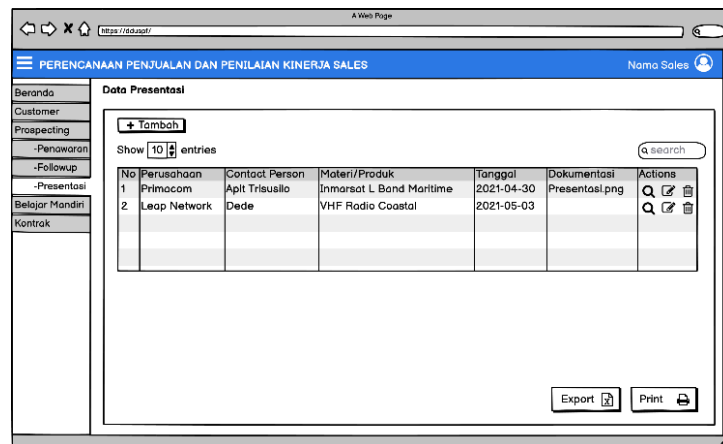 A Web Page
https://dduspf/
PERENCANAAN PENJUALAN DAN PENILAIAN KINERJA SALES
Nama Sales
Beranda
Customer
Prospecting
-Penawaran
-Followup
-Presentasi
Belajar Mandiri
Kontrak
Data Presentasi
+ Tambah
Show 10 entries
search
No Perusahaan Contact Person Materi/Produk Tanggal Dokumentasi Actions
1 Primacom Apit Trisusilo Inmarsat L Band Maritime 2021-04-30 Presentasi.png
2 Leap Network Dede VHF Radio Coastal 2021-05-03
Export
Print